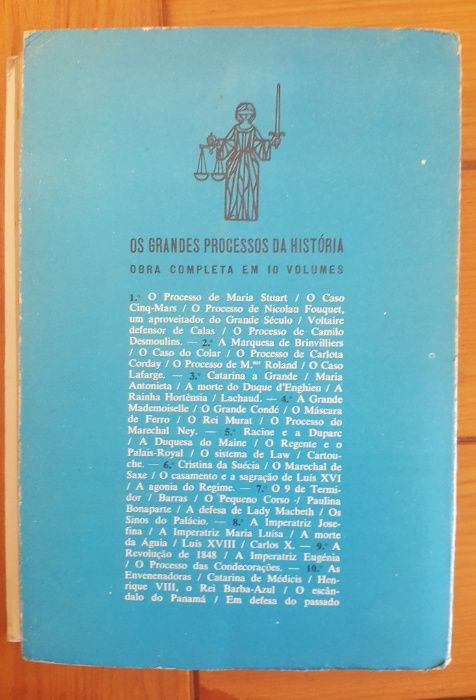 OS GRANDES PROCESSOS DA HISTÓRIA
OBRA COMPLETA EM 10 VOLUMES
1.º O Processo de Maria Stuart / O Caso
Cinq-Mars / O Processo de Nicolau Fouquet,
um aproveitador do Grande Século / Voltaire
defensor de Calas / O Processo de Camilo
Desmoulins. — 2.º A Marquesa de Brinvilliers
/ O Caso do Colar / O Processo de Carlota
Corday / O Processo de M.me Roland / O Caso
Lafarge. — 3.º Catarina a Grande / Maria
Antonieta / A morte do Duque d'Enghien / A
Rainha Hortênsia / Lachaud. — 4.º A Grande
Mademoiselle / O Grande Condé / O Máscara
de Ferro / O Rei Murat / O Processo do
Marechal Ney. — 5.º Racine e a Duparc
/ A Duquesa do Maine / O Regente e o
Palais-Royal / O sistema de Law / Cartou-
che. — 6.º Cristina da Suécia / O Marechal de
Saxe / O casamento e a sagração de Luís XVI
/ A agonia do Regime. — 7.º O 9 de Termi-
dor / Barras / O Pequeno Corso / Paulina
Bonaparte / A defesa de Lady Macbeth / Os
Sinos do Palácio. — 8.º A Imperatriz Jose-
fina / A Imperatriz Maria Luísa / A morte
da Águia / Luís XVIII / Carlos X. — 9.º A
Revolução de 1848 / A Imperatriz Eugénia
/ O Processo das Condecorações. — 10.º As
Envenenadoras / Catarina de Médicis / Hen-
rique VIII, o Rei Barba-Azul / O escân-
dalo do Panamá / Em defesa do passado